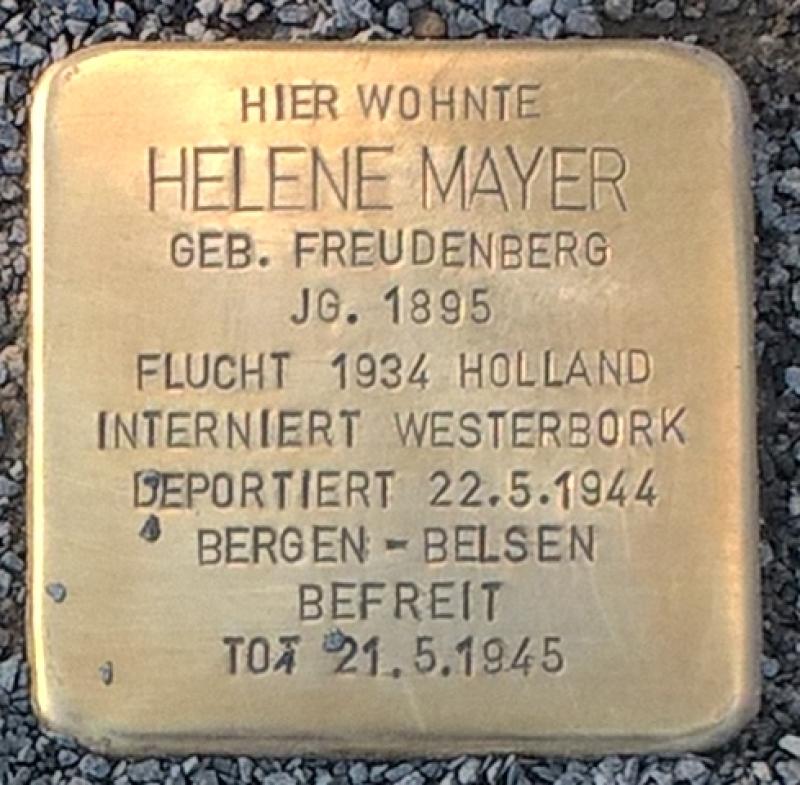 HIER WOHNTE
HELENE MAYER
GEB. FREUDENBERG
JG. 1895
FLUCHT 1934 HOLLAND
INTERNIERT WESTERBORK
DEPORTIERT 22.5.1944
BERGEN-BELSEN
BEFREIT
TOT 21.5.1945